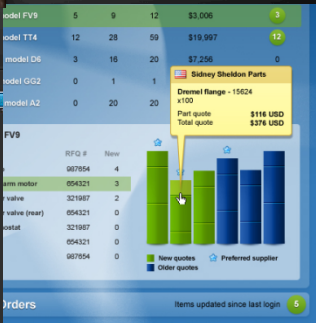 odel FV9 5 9 12 $3,006 3
odel TT4 12 28 59 $19,997 12
model D6 3 16 20 $7,256 0
odel GG2 0 1 1
model A2 0 20 20
Sidney Sheldon Parts
Dremel flange - 15624
x100
Part quote $116 USD
Total quote $376 USD
FV9
RFQ # New
987654 4
arm motor 654321 3
valve 321987 2
r valve (rear) 654321 0
ostat 321987 0
654321 0
987654 0
New quotes Preferred supplier
Older quotes
Orders Items updated since last login 5